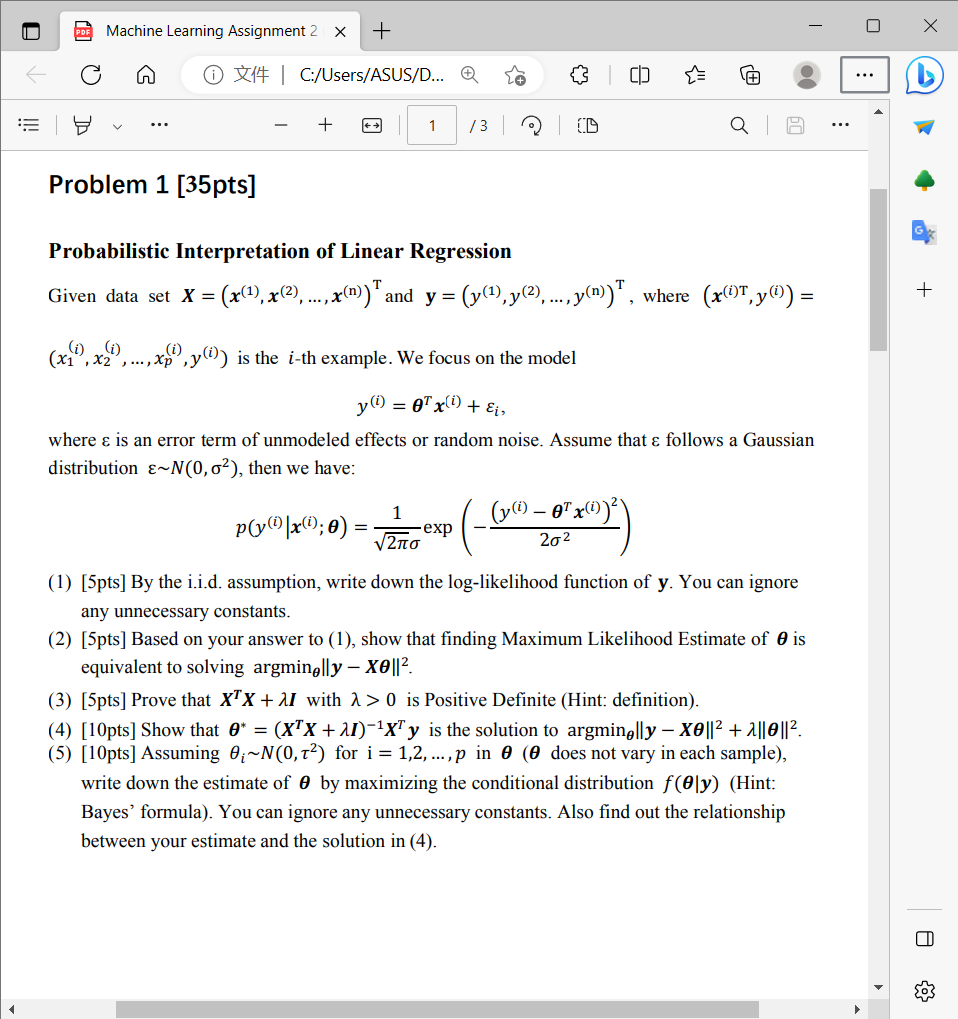 Machine Learning Assignment 2
文件 | C:/Users/ASUS/D...
1 / 3
Problem 1 [35pts]
Probabilistic Interpretation of Linear Regression
Given data set X = (x⁽¹⁾, x⁽²⁾, …, x⁽ⁿ⁾)ᵀ and y = (y⁽¹⁾, y⁽²⁾, …, y⁽ⁿ⁾)ᵀ, where (x⁽ⁱ⁾ᵀ, y⁽ⁱ⁾) =
(x₁⁽ⁱ⁾, x₂⁽ⁱ⁾, …, xₚ⁽ⁱ⁾, y⁽ⁱ⁾) is the i-th example. We focus on the model
y⁽ⁱ⁾ = θᵀx⁽ⁱ⁾ + εᵢ,
where ε is an error term of unmodeled effects or random noise. Assume that ε follows a Gaussian
distribution ε~N(0, σ²), then we have:
p(y⁽ⁱ⁾|x⁽ⁱ⁾; θ) = 1/(√(2π)σ) exp (−(y⁽ⁱ⁾ − θᵀx⁽ⁱ⁾)²/(2σ²))
(1) [5pts] By the i.i.d. assumption, write down the log-likelihood function of y. You can ignore
any unnecessary constants.
(2) [5pts] Based on your answer to (1), show that finding Maximum Likelihood Estimate of θ is
equivalent to solving argminθ||y − Xθ||².
(3) [5pts] Prove that XᵀX + λI with λ > 0 is Positive Definite (Hint: definition).
(4) [10pts] Show that θ* = (XᵀX + λI)⁻¹Xᵀy is the solution to argminθ||y − Xθ||² + λ||θ||².
(5) [10pts] Assuming θᵢ~N(0, τ²) for i = 1,2, …, p in θ (θ does not vary in each sample),
write down the estimate of θ by maximizing the conditional distribution f(θ|y) (Hint:
Bayes’ formula). You can ignore any unnecessary constants. Also find out the relationship
between your estimate and the solution in (4).